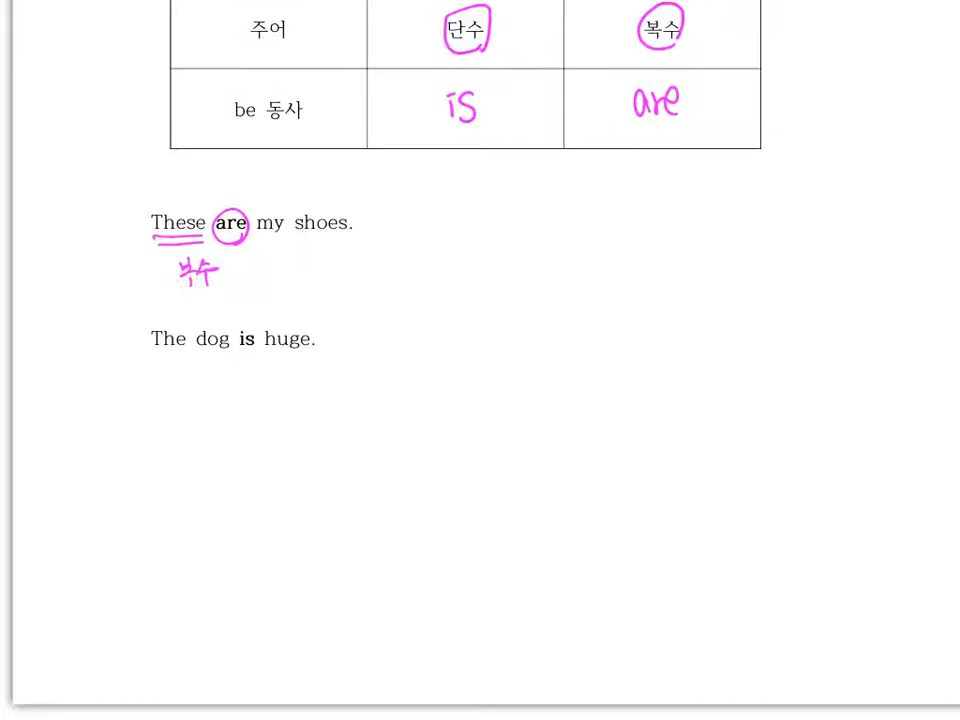 주어 단수 복수
be 동사 is are
These are my shoes.
복수
The dog is huge.